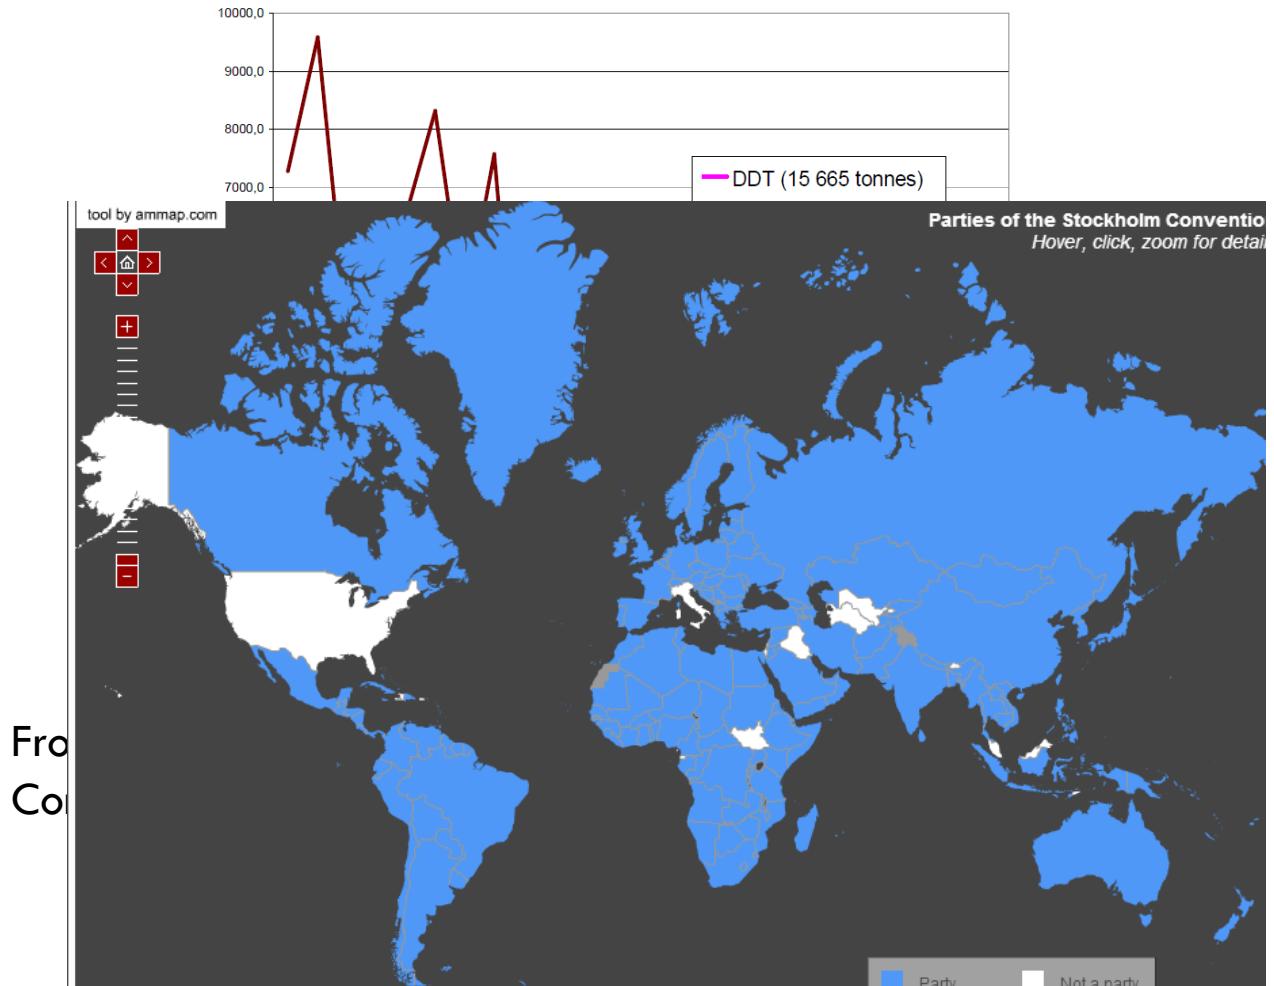 10000,0
9000,0
8000,0
7000,0
DDT (15 665 tonnes)
tool by ammap.com
Parties of the Stockholm Conventio
Hover, click, zoom for detai
Fro
Co
Party
Not a party